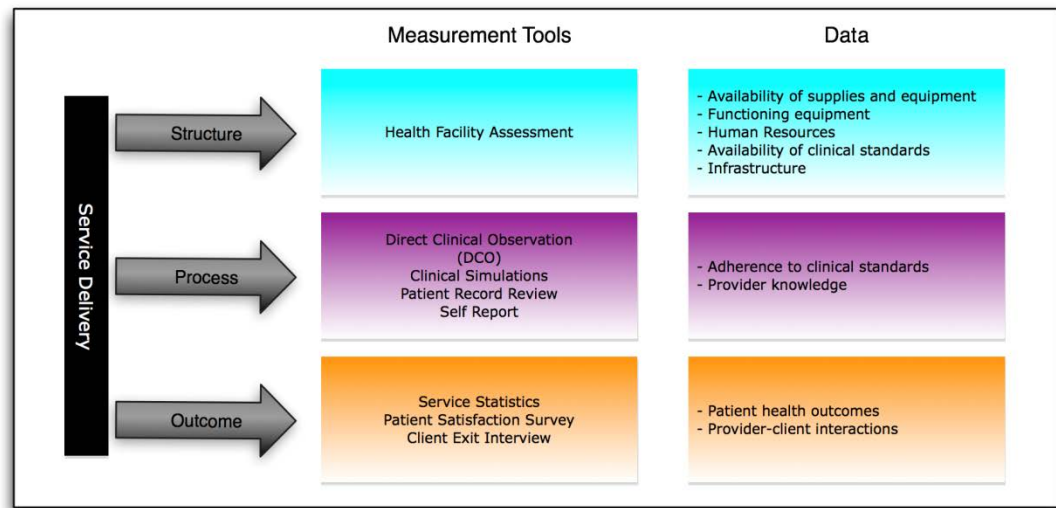 Measurement Tools
Data
Service Delivery
Structure
Health Facility Assessment
- Availability of supplies and equipment
- Functioning equipment
- Human Resources
- Availability of clinical standards
- Infrastructure
Process
Direct Clinical Observation
(DCO)
Clinical Simulations
Patient Record Review
Self Report
- Adherence to clinical standards
- Provider knowledge
Outcome
Service Statistics
Patient Satisfaction Survey
Client Exit Interview
- Patient health outcomes
- Provider-client interactions